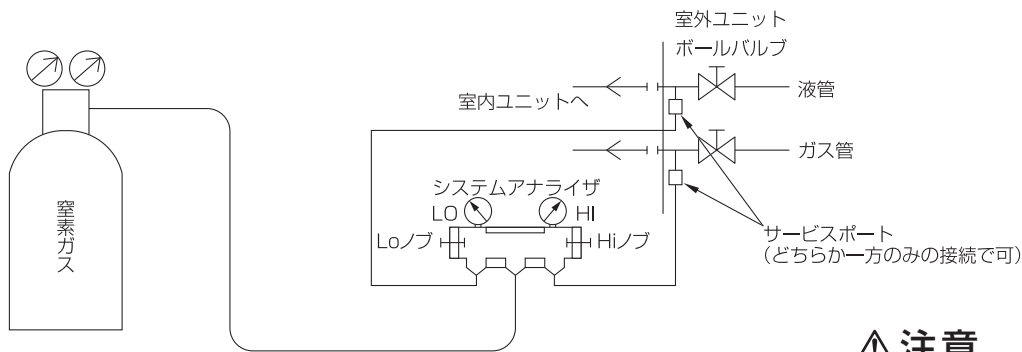 室外ユニット
ボールバルブ
液管
室内ユニットへ
ガス管
窒素ガス
システムアナライザ
LO
HI
Loノブ
Hiノブ
サービスポート
(どちらか一方のみの接続で可)
注意